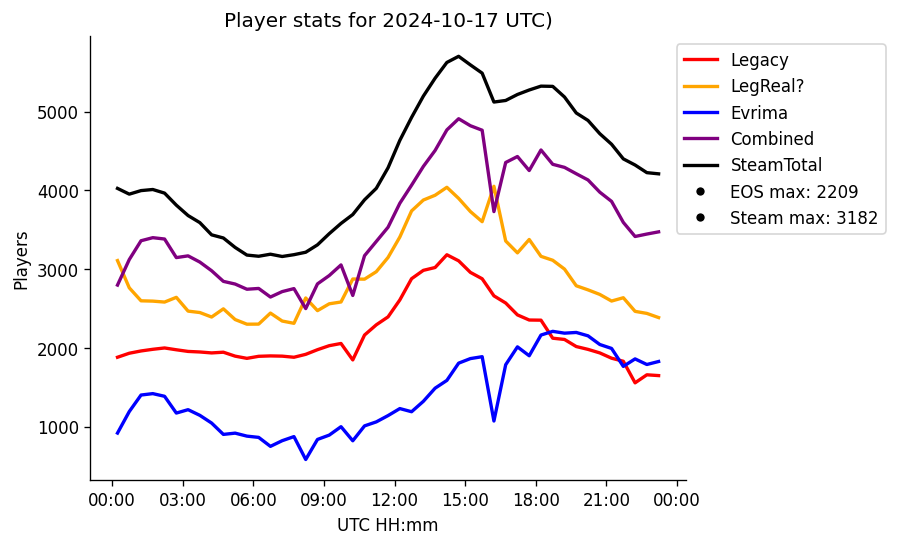 Player stats for 2024-10-17 UTC)
Legacy
LegReal?
Evrima
Combined
SteamTotal
EOS max: 2209
Steam max: 3182
Players
5000
4000
3000
2000
1000
00:00 03:00 06:00 09:00 12:00 15:00 18:00 21:00 00:00
UTC HH:mm